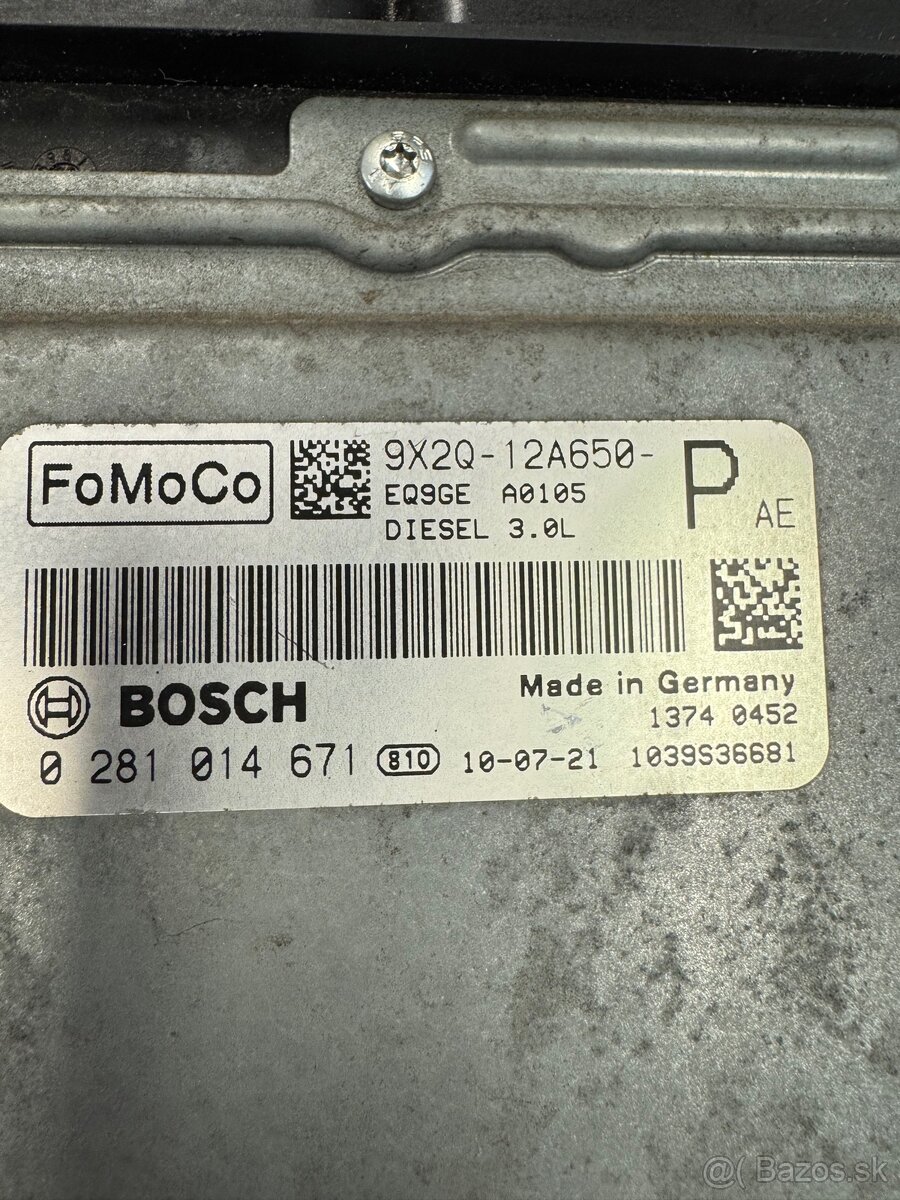 FoMoCo
9X2Q-12A650-
P
AE
EQ9GE A0105
DIESEL 3.0L
BOSCH
Made in Germany
1374 0452
0 281 014 671 810 10-07-21 1039S36681
@( Bazos.sk